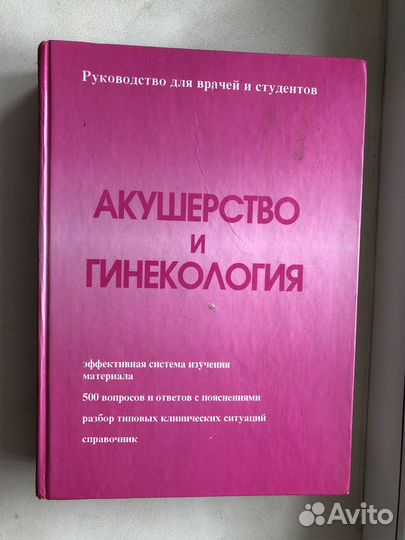 Руководство для врачей и студентов
АКУШЕРСТВО
И
ГИНЕКОЛОГИЯ
эффективная система изучения
материала
500 вопросов и ответов с пояснениями
разбор типовых клинических ситуаций
справочник
Avito